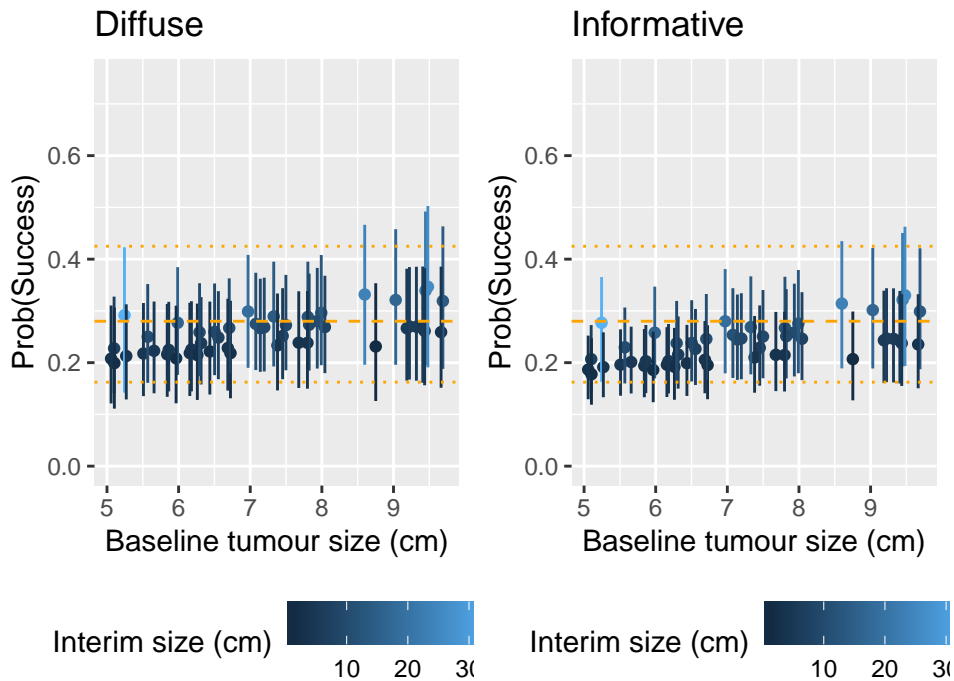 Diffuse
Informative
Prob(Success)
0.6
0.4
0.2
0.0
5 6 7 8 9
Baseline tumour size (cm)
Prob(Success)
0.6
0.4
0.2
0.0
5 6 7 8 9
Baseline tumour size (cm)
Interim size (cm)
10 20
Interim size (cm)
10 20